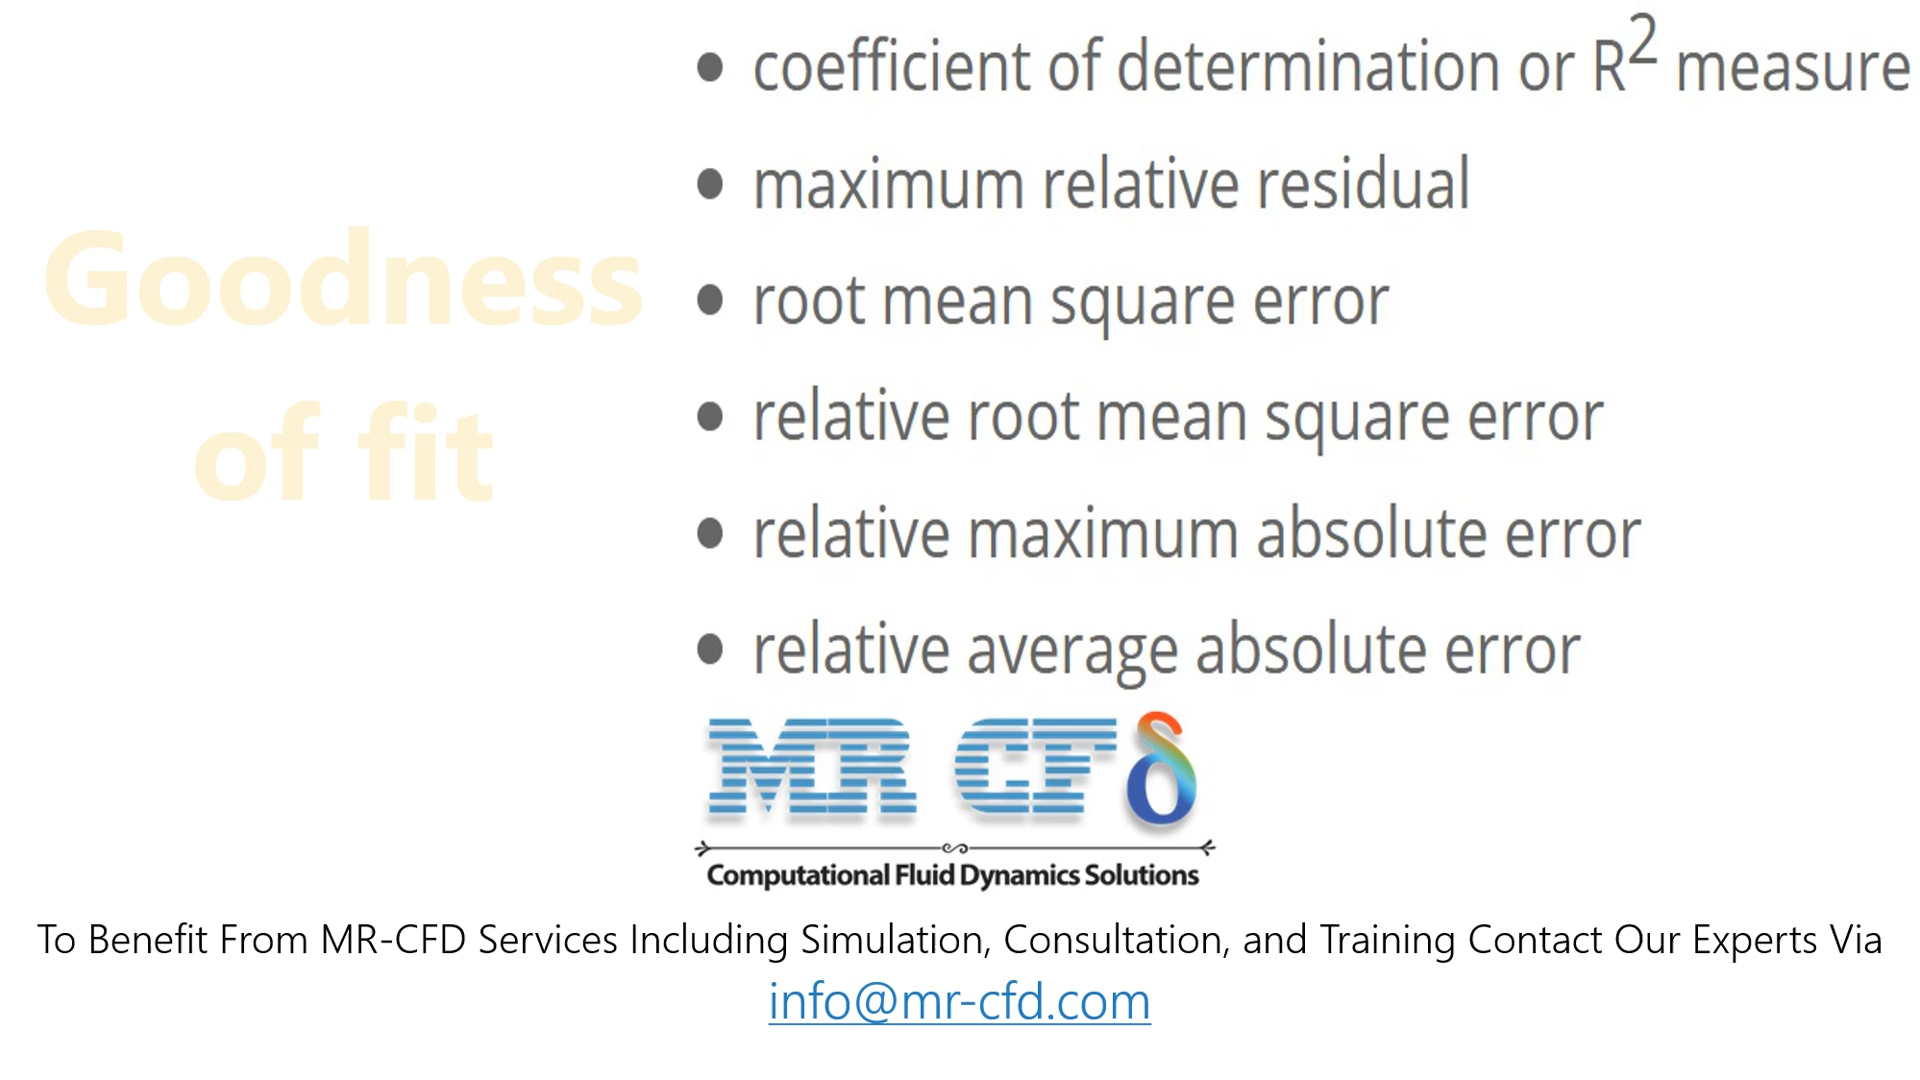 Goodness
of fit
• coefficient of determination or R² measure
• maximum relative residual
• root mean square error
• relative root mean square error
• relative maximum absolute error
• relative average absolute error
MR CFδ
Computational Fluid Dynamics Solutions
To Benefit From MR-CFD Services Including Simulation, Consultation, and Training Contact Our Experts Via
info@mr-cfd.com